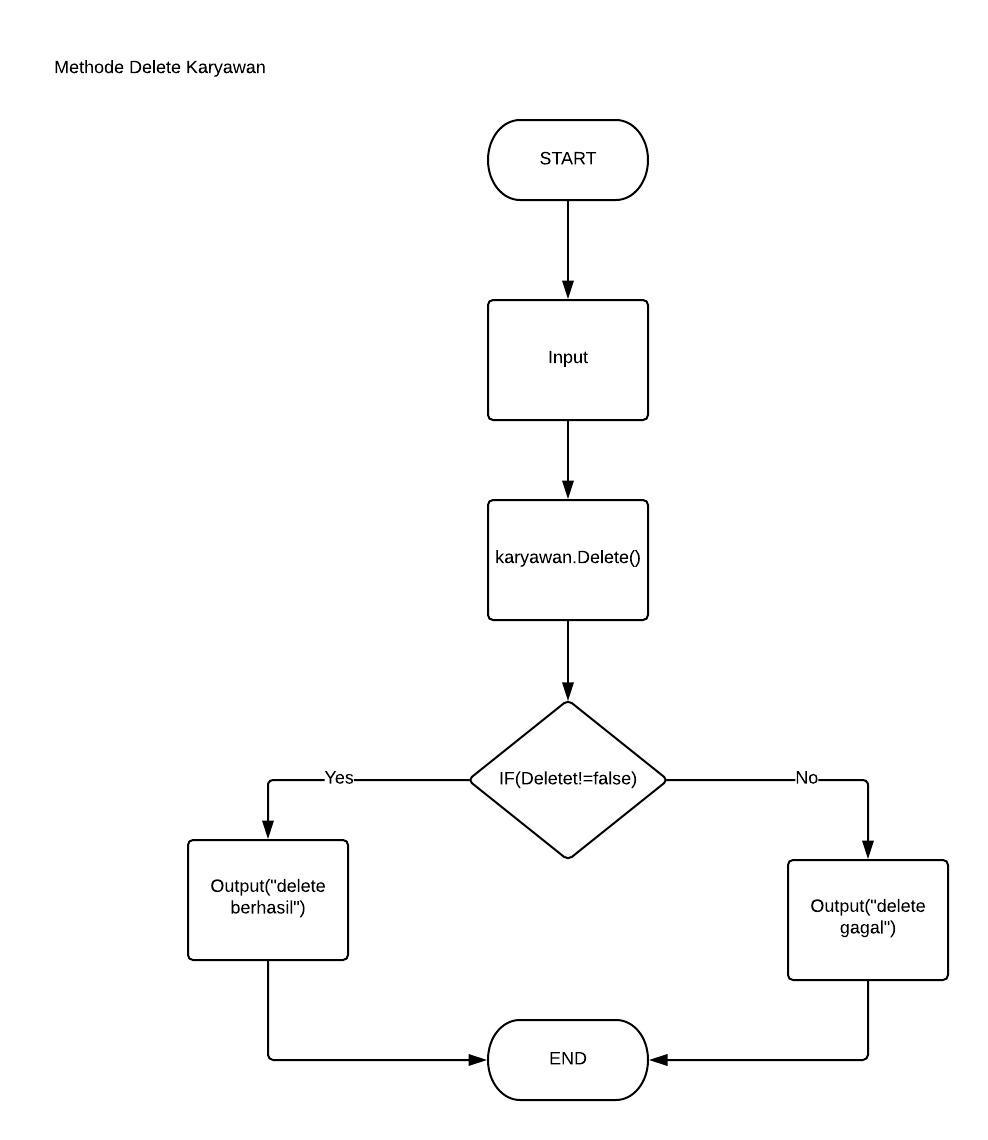 Methode Delete Karyawan
START
Input
karyawan.Delete()
IF(Deletet!=false)
Yes
No
Output("delete
berhasil")
Output("delete
gagal")
END